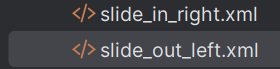 </> slide_in_right.xml
</> slide_out_left.xml